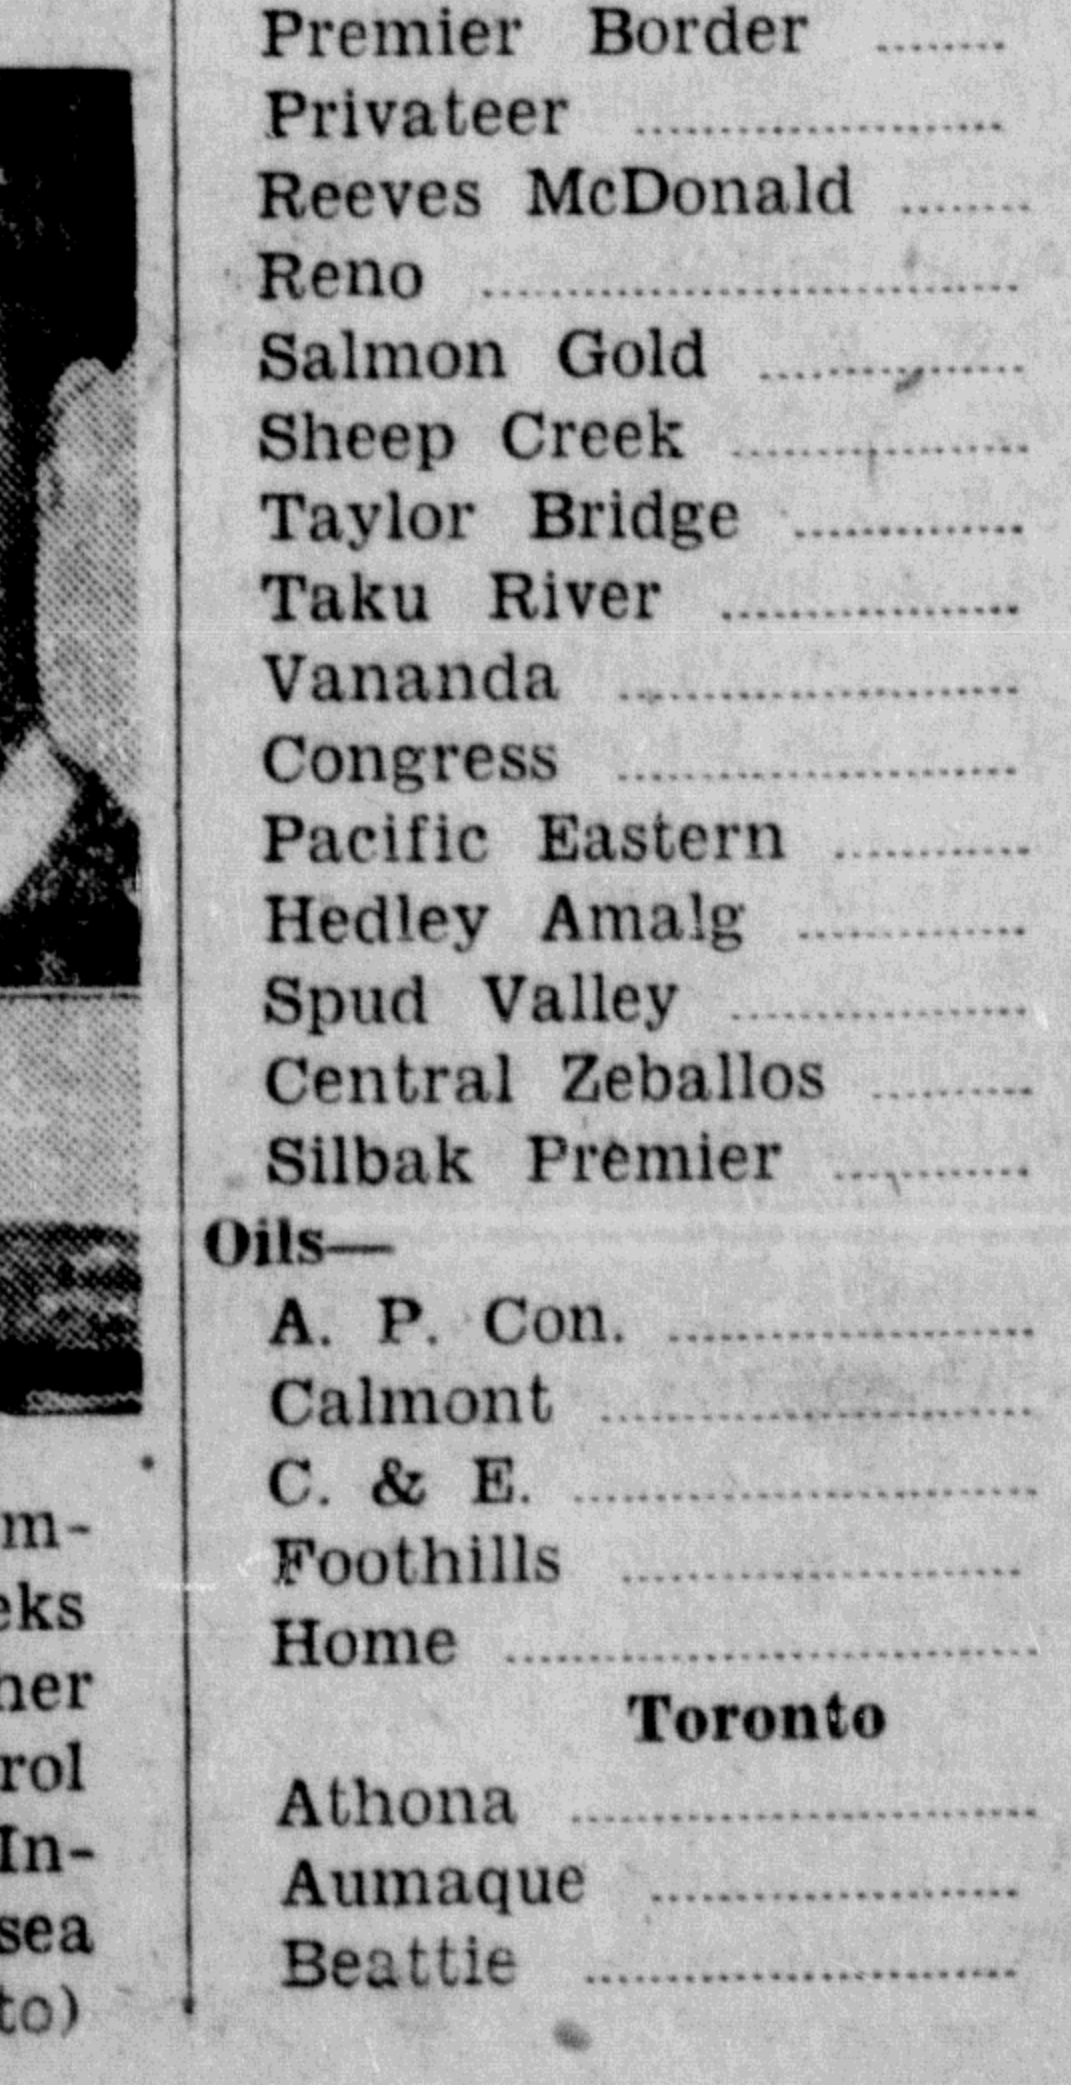 m-
eks
her
rol
In-
sea
to)
Premier Border ........
Privateer ........
Reeves McDonald ........
Reno ........
Salmon Gold ........
Sheep Creek ........
Taylor Bridge ........
Taku River ........
Vananda ........
Congress ........
Pacific Eastern ........
Hedley Amalg ........
Spud Valley ........
Central Zeballos ........
Silbak Premier ........
Oils—
A. P. Con. ........
Calmont ........
C. & E. ........
Foothills ........
Home ........
Toronto
Athona ........
Aumaque ........
Beattie ........